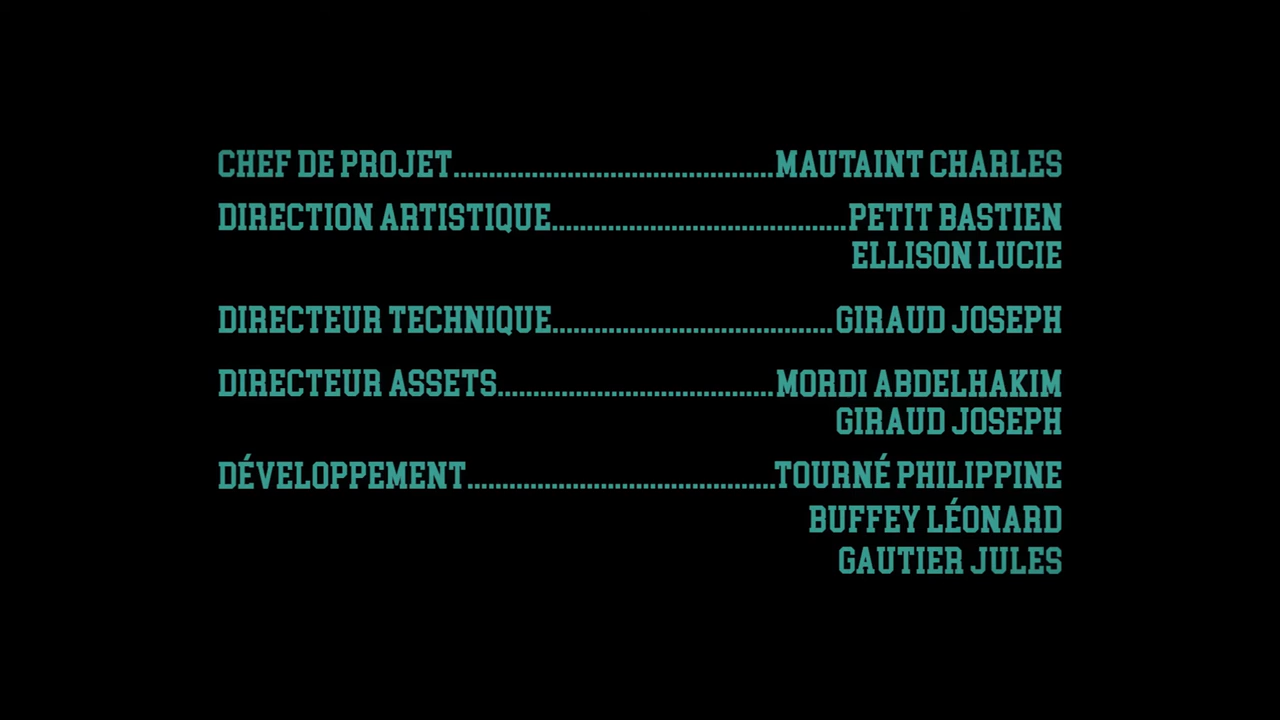 CHEF DE PROJET.............................................MAUTAINT CHARLES
DIRECTION ARTISTIQUE.........................................PETIT BASTIEN
ELLISON LUCIE
DIRECTEUR TECHNIQUE.......................................GIRAUD JOSEPH
DIRECTEUR ASSETS......................................MORDI ABDELHAKIM
GIRAUD JOSEPH
DÉVELOPPEMENT...........................................TOURNÉ PHILIPPINE
BUFFEY LÉONARD
GAUTIER JULES